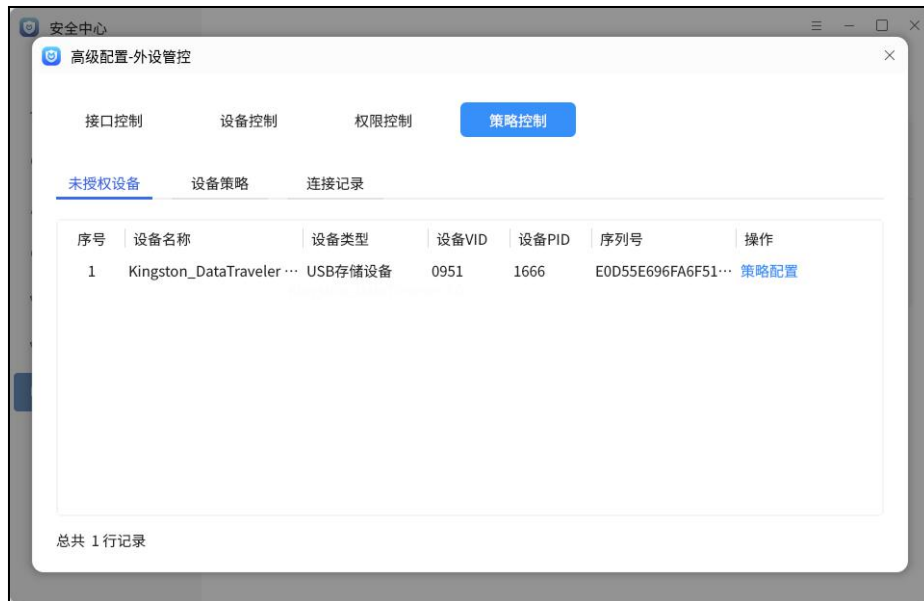 安全中心
高级配置-外设管控
接口控制 设备控制 权限控制 策略控制
未授权设备 设备策略 连接记录
序号 设备名称 设备类型 设备VID 设备PID 序列号 操作
1 Kingston_DataTraveler ··· USB存储设备 0951 1666 E0D55E696FA6F51··· 策略配置
总共 1 行记录